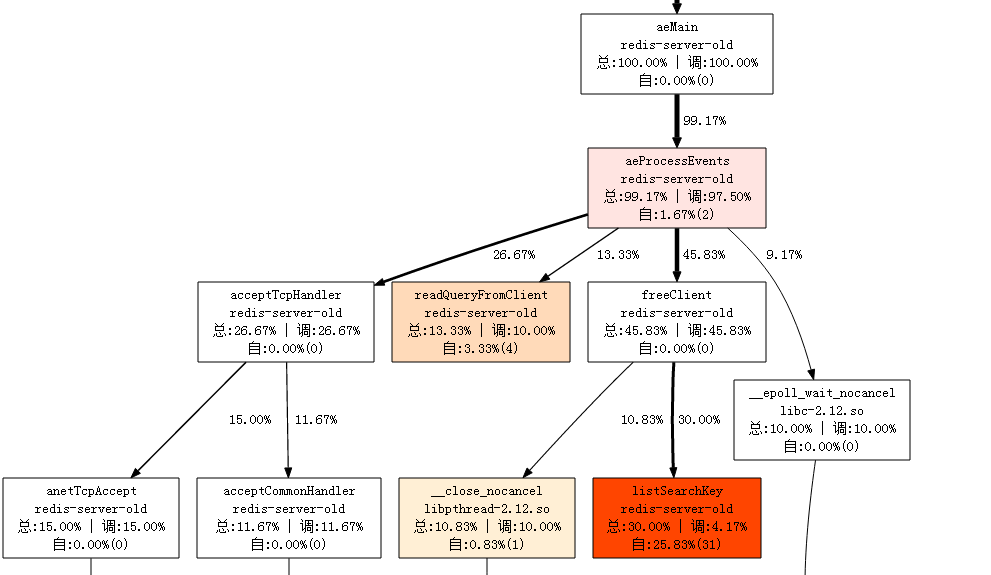 aeMain
redis-server-old
总:100.00% | 调:100.00%
自:0.00%(0)
99.17%
aeProcessEvents
redis-server-old
总:99.17% | 调:97.50%
自:1.67%(2)
26.67%
13.33%
45.83%
9.17%
acceptTcpHandler
redis-server-old
总:26.67% | 调:26.67%
自:0.00%(0)
readQueryFromClient
redis-server-old
总:13.33% | 调:10.00%
自:3.33%(4)
freeClient
redis-server-old
总:45.83% | 调:45.83%
自:0.00%(0)
__epoll_wait_nocancel
libc-2.12.so
总:10.00% | 调:10.00%
自:0.00%(0)
15.00%
11.67%
10.83%
30.00%
anetTcpAccept
redis-server-old
总:15.00% | 调:15.00%
自:0.00%(0)
acceptCommonHandler
redis-server-old
总:11.67% | 调:11.67%
自:0.00%(0)
__close_nocancel
libpthread-2.12.so
总:10.83% | 调:10.00%
自:0.83%(1)
listSearchKey
redis-server-old
总:30.00% | 调:4.17%
自:25.83%(31)